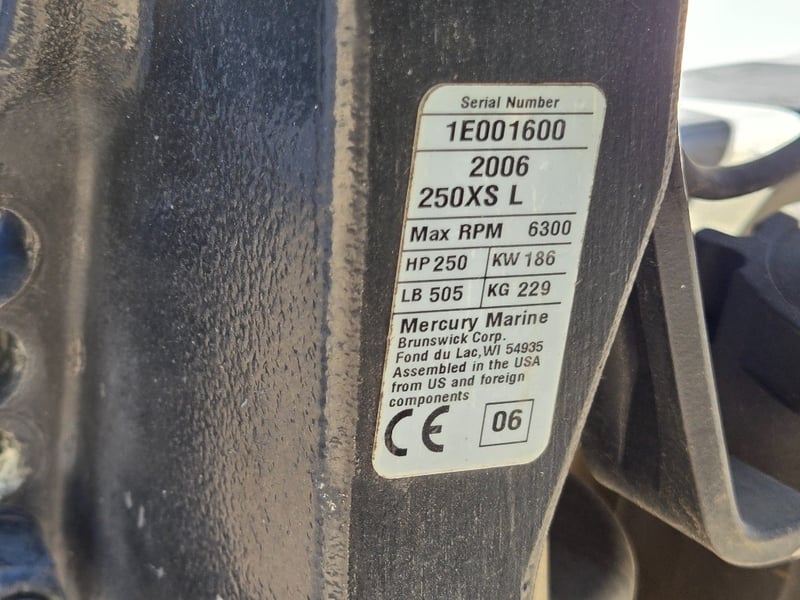 Serial Number
1E001600
2006
250XS L
Max RPM 6300
HP 250 KW 186
LB 505 KG 229
Mercury Marine
Brunswick Corp.
Fond du Lac, WI 54935
Assembled in the USA
from US and foreign
components
CE 06